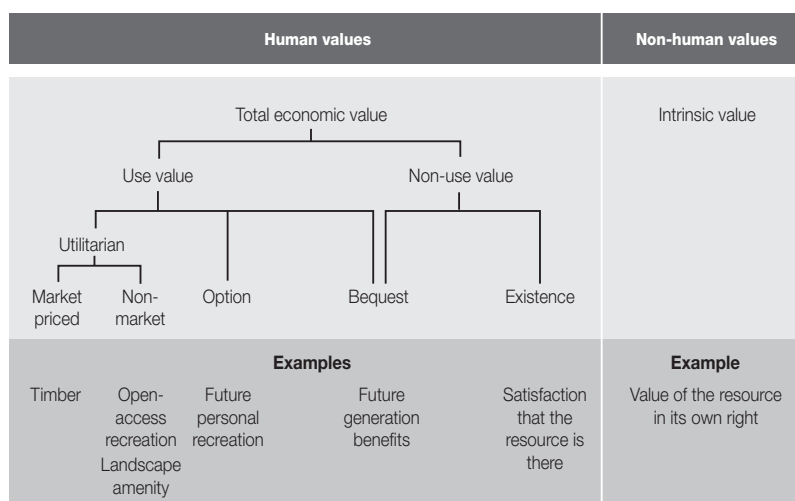 Human values
Non-human values
Total economic value
Intrinsic value
Use value
Non-use value
Utilitarian
Market
priced
Non-
market
Option
Bequest
Existence
Examples
Example
Timber
Open-
access
recreation
Landscape
amenity
Future
personal
recreation
Future
generation
benefits
Satisfaction
that the
resource is
there
Value of the resource
in its own right